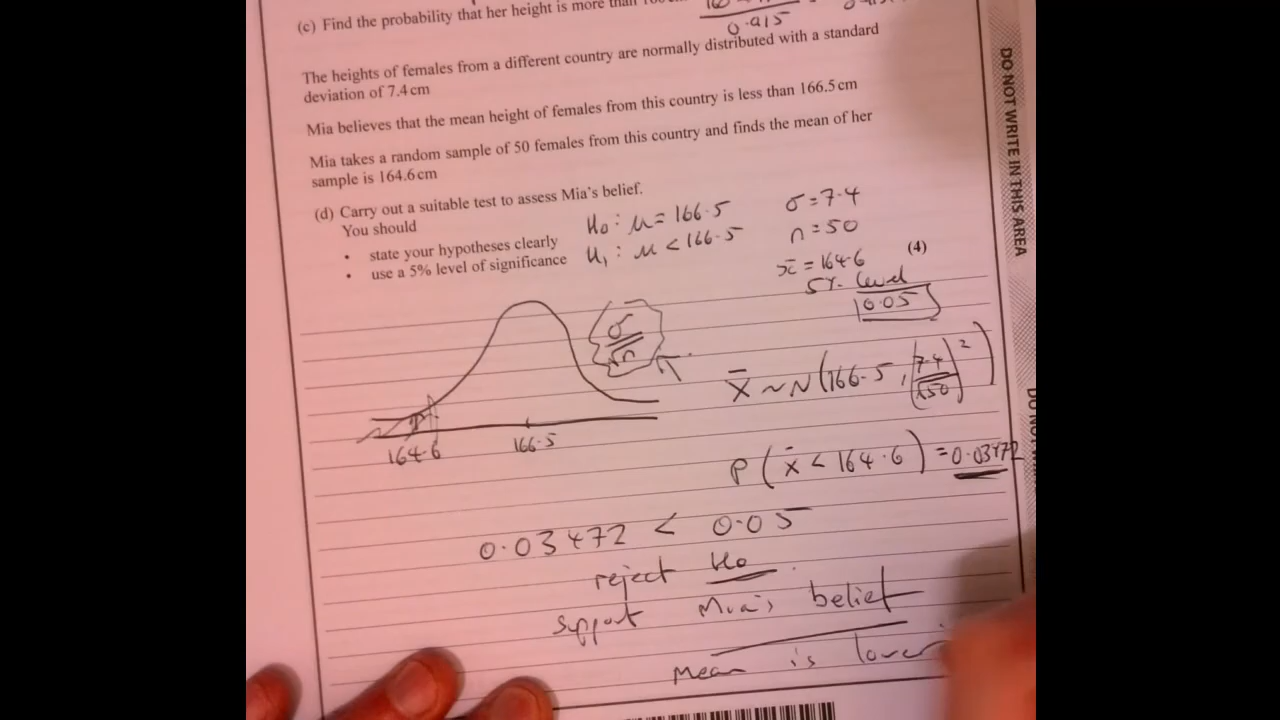 (c) Find the probability that her height is more than
0.915
The heights of females from a different country are normally distributed with a standard
deviation of 7.4 cm
Mia believes that the mean height of females from this country is less than 166.5 cm
Mia takes a random sample of 50 females from this country and finds the mean of her
sample is 164.6 cm
(d) Carry out a suitable test to assess Mia's belief.
You should
• state your hypotheses clearly
• use a 5% level of significance
(4)
H₀ : μ = 166.5
H₁ : μ < 166.5
σ = 7.4
n = 50
x̄ = 164.6
5% level
0.05
σ/√n
164.6
166.5
X̄ ~ N(166.5, (7.4/√50)²)
P(x̄ < 164.6) = 0.03472
0.03472 < 0.05
reject H₀
support Mia's belief
mean is lower
DO NOT WRITE IN THIS AREA